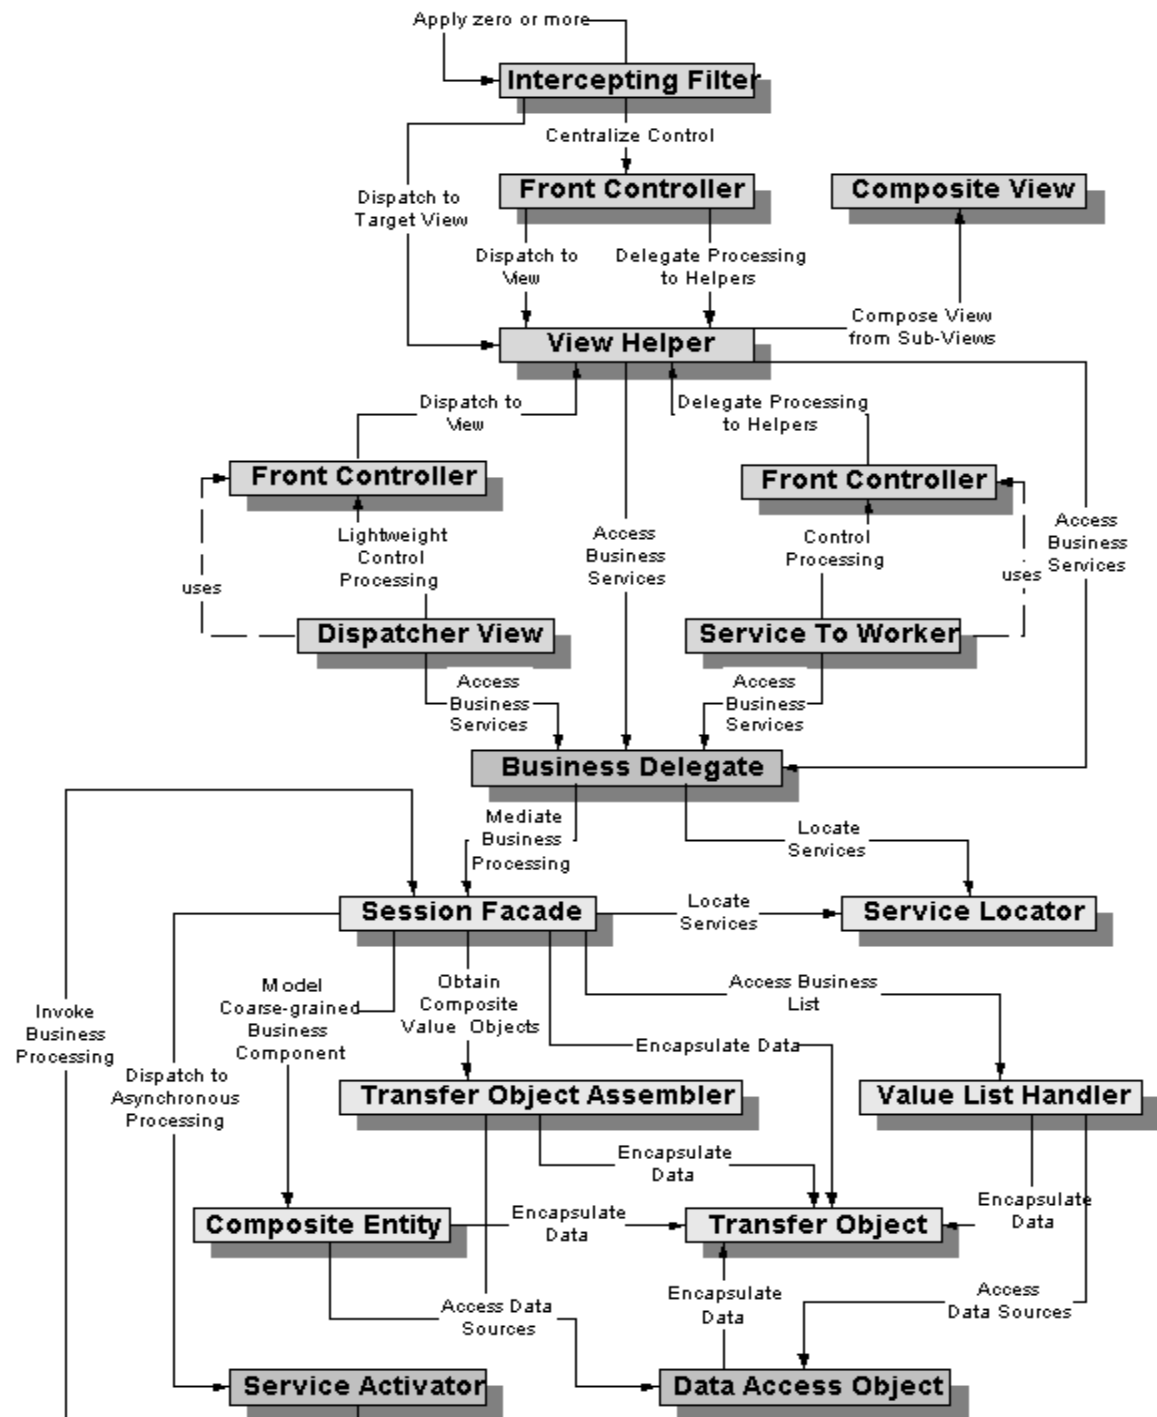 Apply zero or more
Intercepting Filter
Centralize Control
Dispatch to
Target View
Front Controller
Composite View
Dispatch to
View
Delegate Processing
to Helpers
Compose View
from Sub-Views
View Helper
Dispatch to
View
Delegate Processing
to Helpers
Front Controller
Front Controller
Lightweight
Control
Processing
Access
Business
Services
Control
Processing
Access
Business
Services
uses
uses
Dispatcher View
Service To Worker
Access
Business
Services
Access
Business
Services
Business Delegate
Mediate
Business
Processing
Locate
Services
Session Facade
Locate
Services
Service Locator
Invoke
Business
Processing
Model
Coarse-grained
Business
Component
Obtain
Composite
Value Objects
Access Business
List
Encapsulate Data
Dispatch to
Asynchronous
Processing
Transfer Object Assembler
Value List Handler
Encapsulate
Data
Composite Entity
Encapsulate
Data
Transfer Object
Encapsulate
Data
Access Data
Sources
Encapsulate
Data
Access
Data Sources
Service Activator
Data Access Object